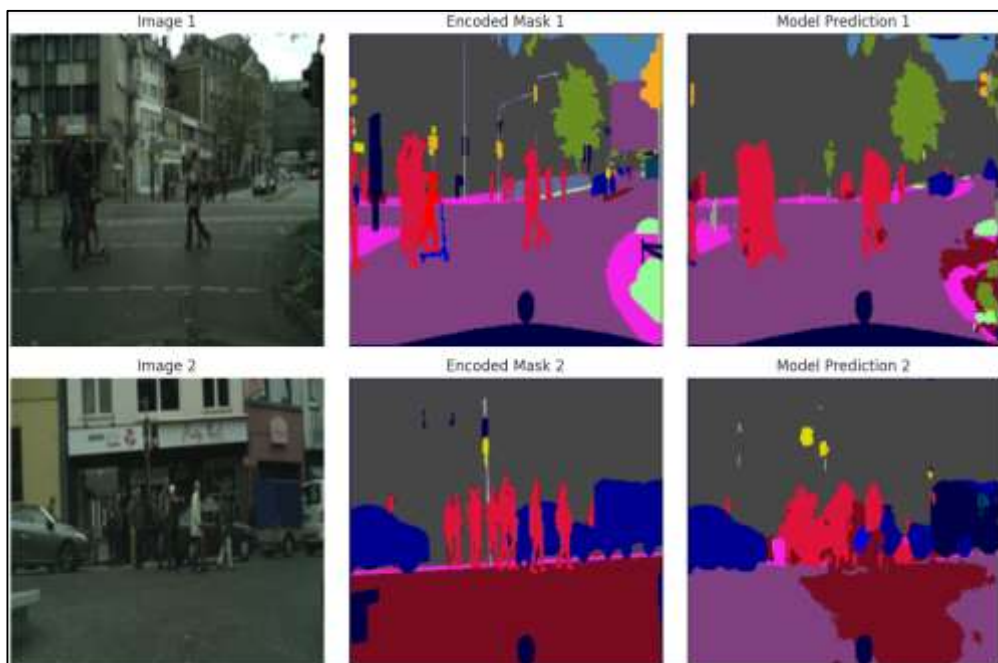 Image 1
Encoded Mask 1
Model Prediction 1
Image 2
Encoded Mask 2
Model Prediction 2